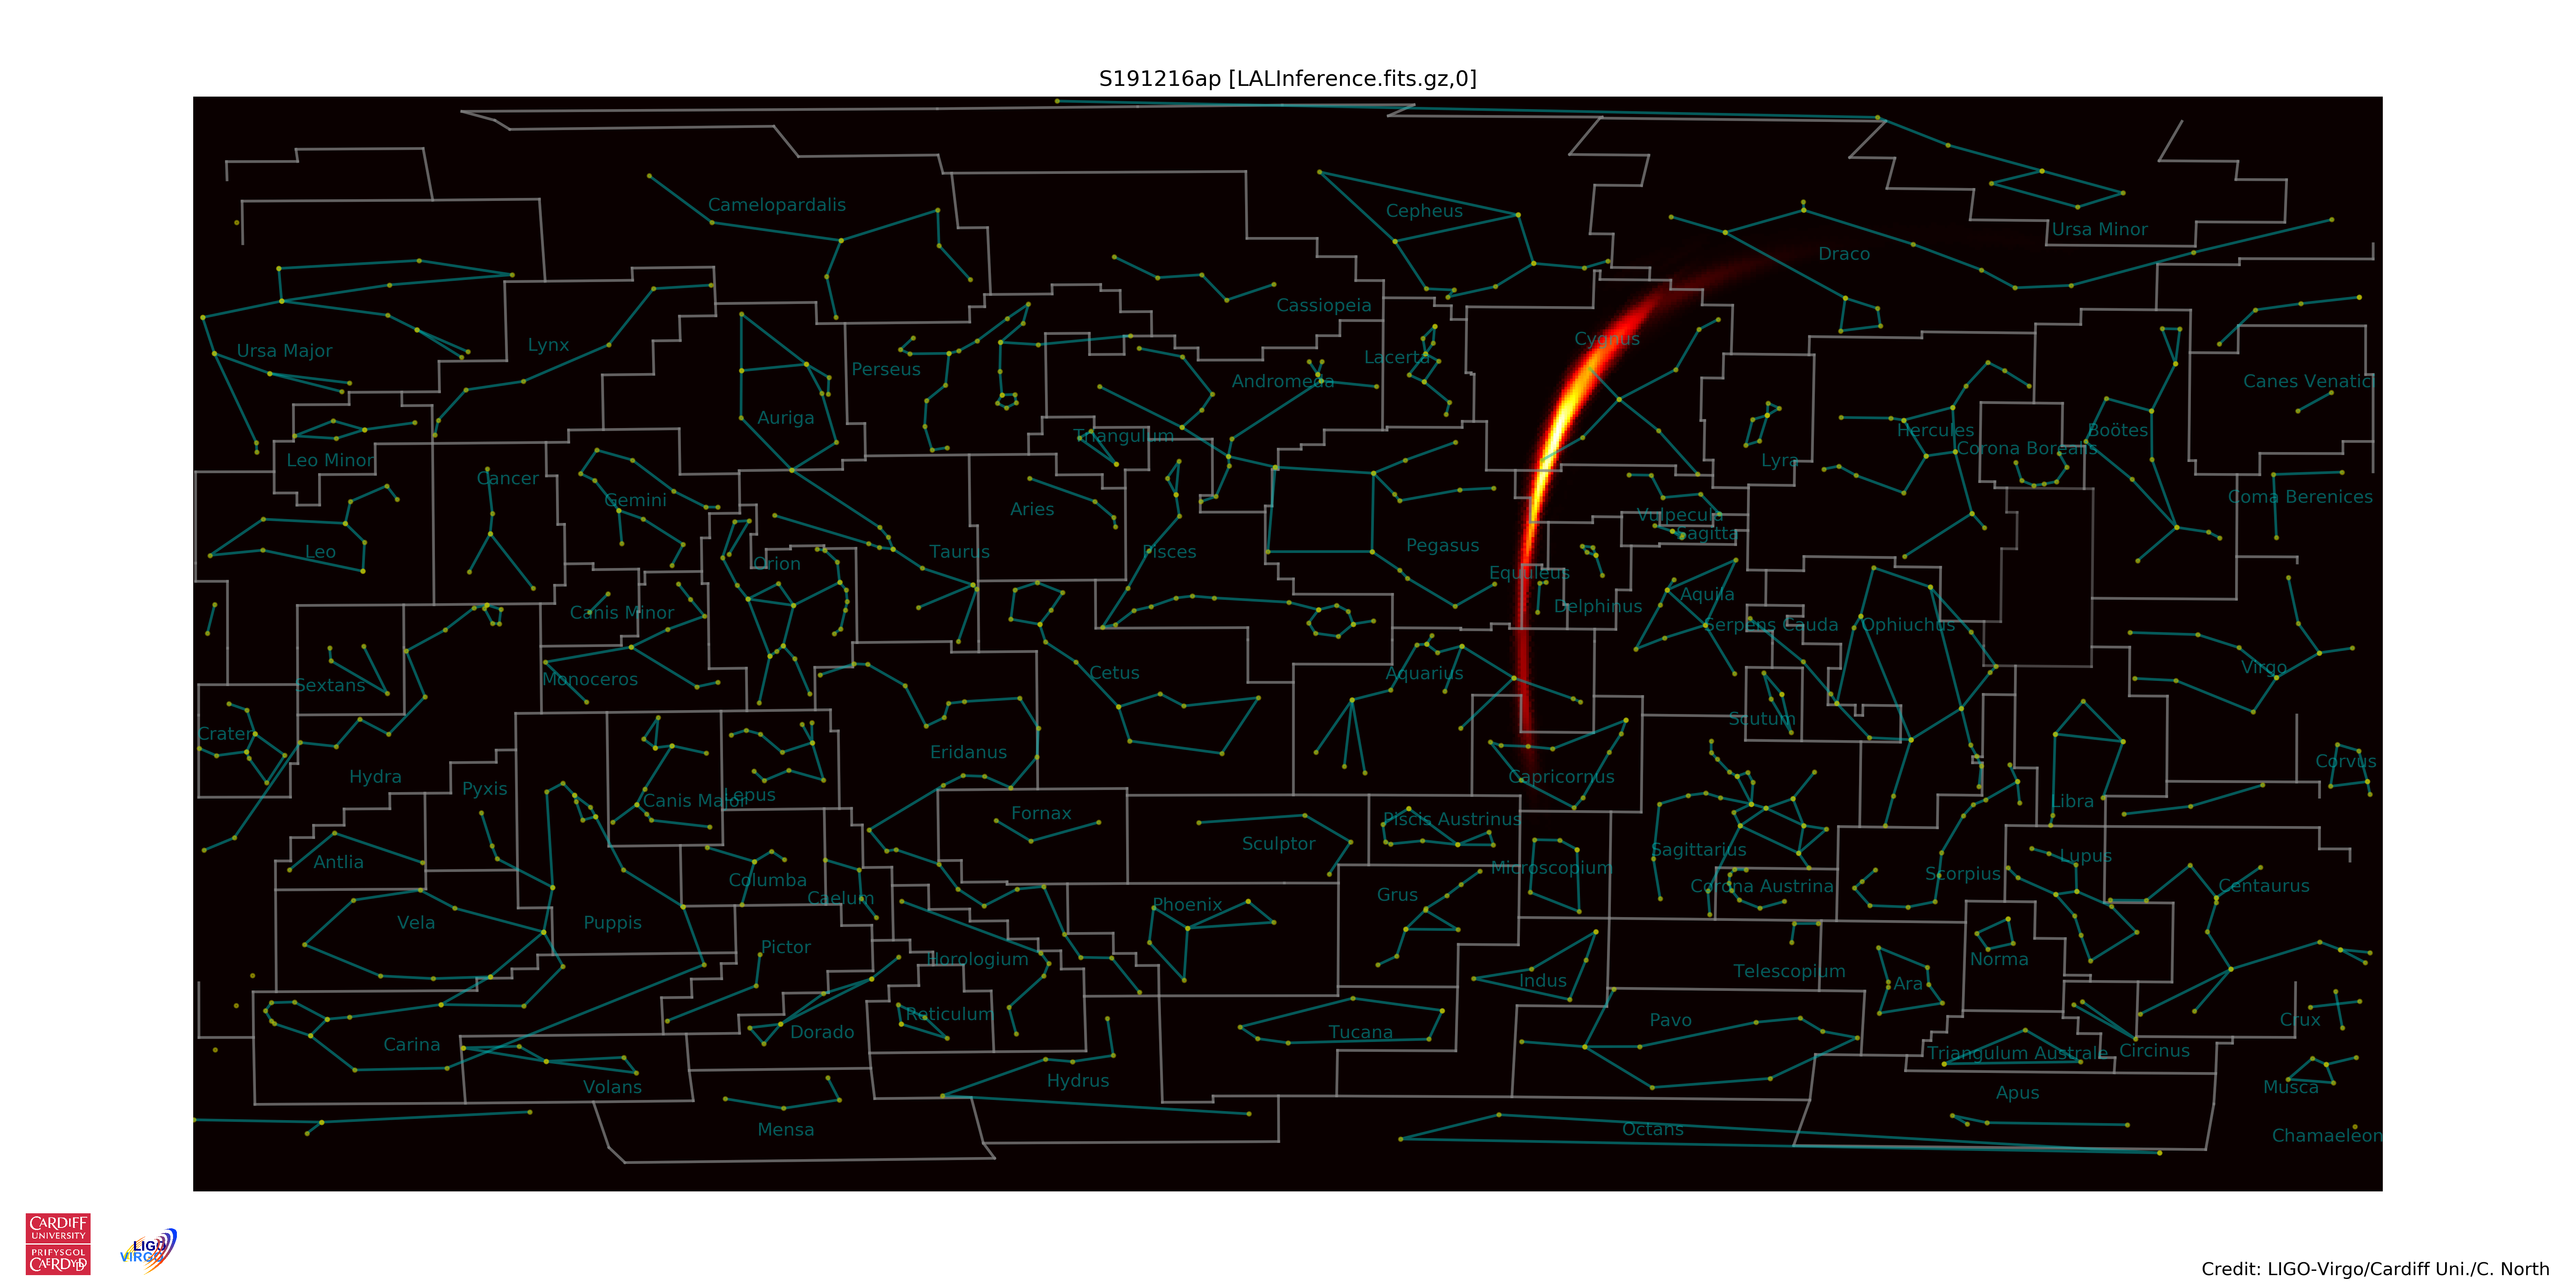 S191216ap [LALInference.fits.gz,0]
Camelopardalis
Cepheus
Ursa Minor
Draco
Cassiopeia
Cygnus
Ursa Major
Lynx
Lacerta
Perseus
Andromeda
Canes Venatici
Auriga
Triangulum
Hercules
Boötes
Corona Borealis
Leo Minor
Lyra
Cancer
Gemini
Coma Berenices
Aries
Vulpecula
Sagitta
Leo
Taurus
Pisces
Pegasus
Orion
Equuleus
Canis Minor
Delphinus
Aquila
Serpens Cauda
Ophiuchus
Sextans
Monoceros
Cetus
Aquarius
Virgo
Crater
Scutum
Eridanus
Hydra
Capricornus
Corvus
Pyxis
Canis Major
Lepus
Libra
Fornax
Piscis Austrinus
Antlia
Sculptor
Sagittarius
Lupus
Microscopium
Columba
Caelum
Grus
Corona Austrina
Scorpius
Centaurus
Vela
Puppis
Phoenix
Pictor
Horologium
Indus
Telescopium
Ara
Norma
Reticulum
Carina
Dorado
Tucana
Pavo
Crux
Triangulum Australe
Circinus
Volans
Hydrus
Apus
Musca
Mensa
Octans
Chamaeleon
CARDIFF
UNIVERSITY
PRIFYSGOL
CAERDYDD
LIGO
VIRGO
Credit: LIGO-Virgo/Cardiff Uni./C. North